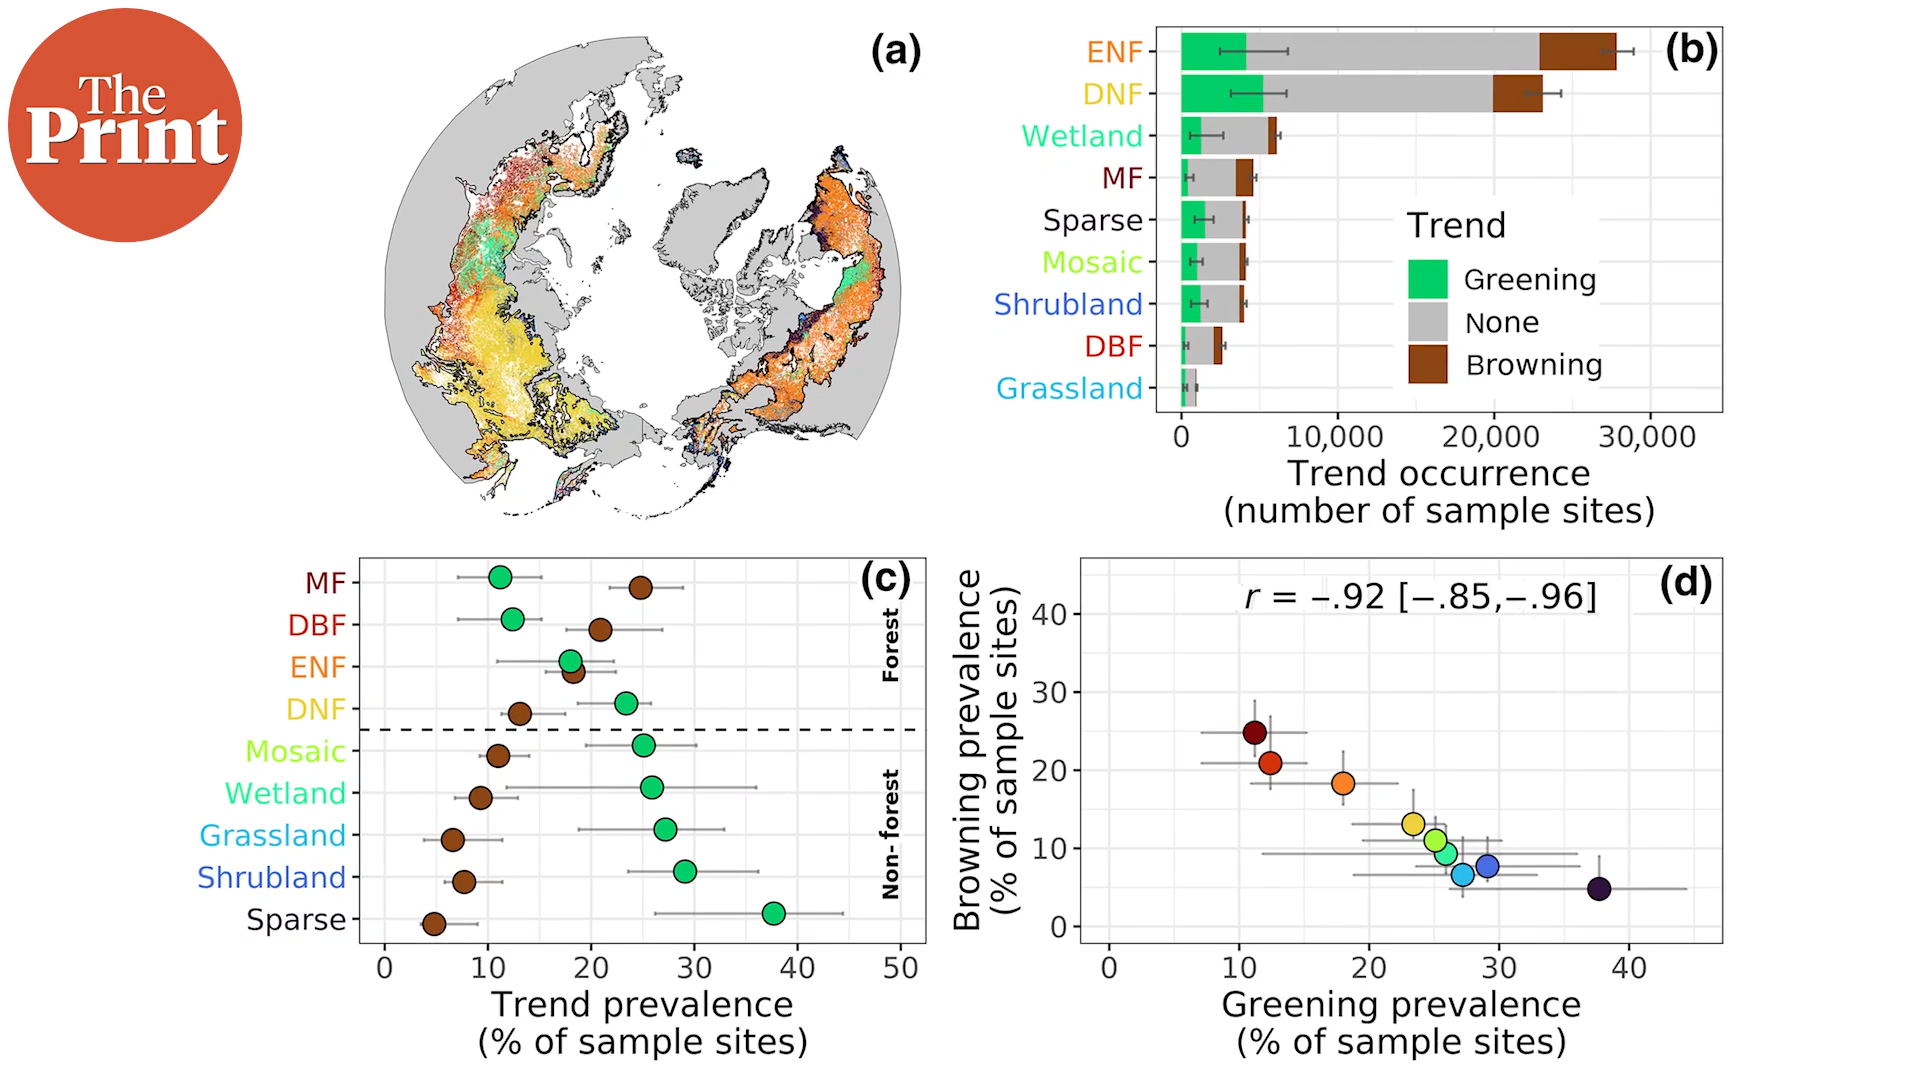 The
Print
(a)
(b)
ENF
DNF
Wetland
MF
Sparse
Mosaic
Shrubland
DBF
Grassland
Trend
Greening
None
Browning
0 10,000 20,000 30,000
Trend occurrence
(number of sample sites)
(c)
MF
DBF
ENF
DNF
Mosaic
Wetland
Grassland
Shrubland
Sparse
Forest
Non- forest
0 10 20 30 40 50
Trend prevalence
(% of sample sites)
(d)
r = –.92 [–.85,–.96]
Browning prevalence
(% of sample sites)
40
30
20
10
0
0 10 20 30 40
Greening prevalence
(% of sample sites)